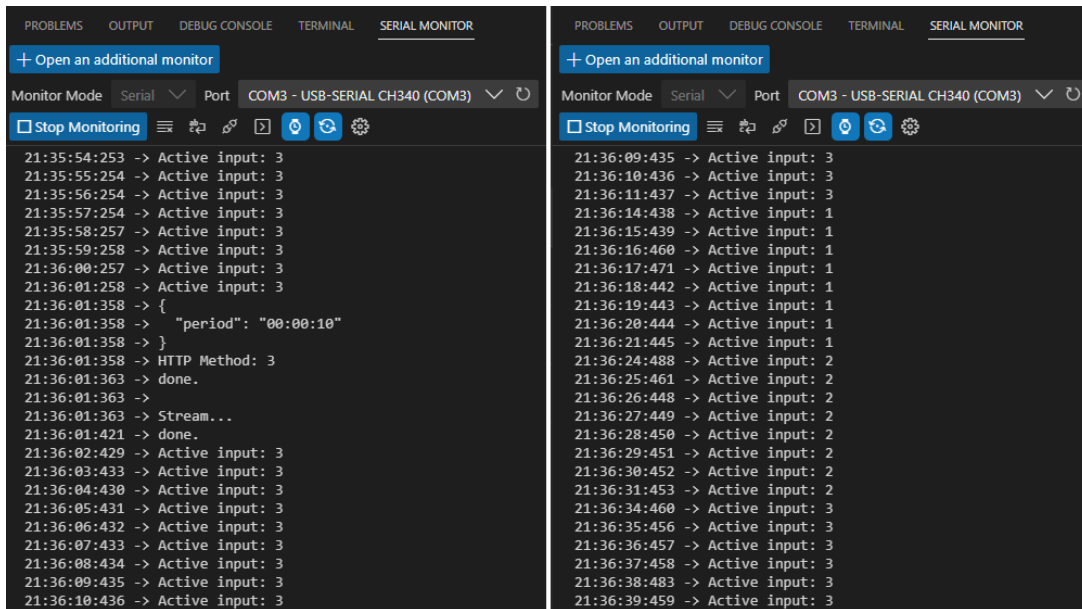 PROBLEMS OUTPUT DEBUG CONSOLE TERMINAL SERIAL MONITOR
Open an additional monitor
Monitor Mode Serial Port COM3 - USB-SERIAL CH340 (COM3)
Stop Monitoring
21:35:54:253 -> Active input: 3
21:35:55:254 -> Active input: 3
21:35:56:254 -> Active input: 3
21:35:57:254 -> Active input: 3
21:35:58:257 -> Active input: 3
21:35:59:258 -> Active input: 3
21:36:00:257 -> Active input: 3
21:36:01:258 -> Active input: 3
21:36:01:358 -> {
21:36:01:358 ->   "period": "00:00:10"
21:36:01:358 -> }
21:36:01:358 -> HTTP Method: 3
21:36:01:363 -> done.
21:36:01:363 ->
21:36:01:363 -> Stream...
21:36:01:421 -> done.
21:36:02:429 -> Active input: 3
21:36:03:433 -> Active input: 3
21:36:04:430 -> Active input: 3
21:36:05:431 -> Active input: 3
21:36:06:432 -> Active input: 3
21:36:07:433 -> Active input: 3
21:36:08:434 -> Active input: 3
21:36:09:435 -> Active input: 3
21:36:10:436 -> Active input: 3
PROBLEMS OUTPUT DEBUG CONSOLE TERMINAL SERIAL MONITOR
Open an additional monitor
Monitor Mode Serial Port COM3 - USB-SERIAL CH340 (COM3)
Stop Monitoring
21:36:09:435 -> Active input: 3
21:36:10:436 -> Active input: 3
21:36:11:437 -> Active input: 3
21:36:14:438 -> Active input: 1
21:36:15:439 -> Active input: 1
21:36:16:460 -> Active input: 1
21:36:17:471 -> Active input: 1
21:36:18:442 -> Active input: 1
21:36:19:443 -> Active input: 1
21:36:20:444 -> Active input: 1
21:36:21:445 -> Active input: 1
21:36:24:488 -> Active input: 2
21:36:25:461 -> Active input: 2
21:36:26:448 -> Active input: 2
21:36:27:449 -> Active input: 2
21:36:28:450 -> Active input: 2
21:36:29:451 -> Active input: 2
21:36:30:452 -> Active input: 2
21:36:31:453 -> Active input: 2
21:36:34:460 -> Active input: 3
21:36:35:456 -> Active input: 3
21:36:36:457 -> Active input: 3
21:36:37:458 -> Active input: 3
21:36:38:483 -> Active input: 3
21:36:39:459 -> Active input: 3